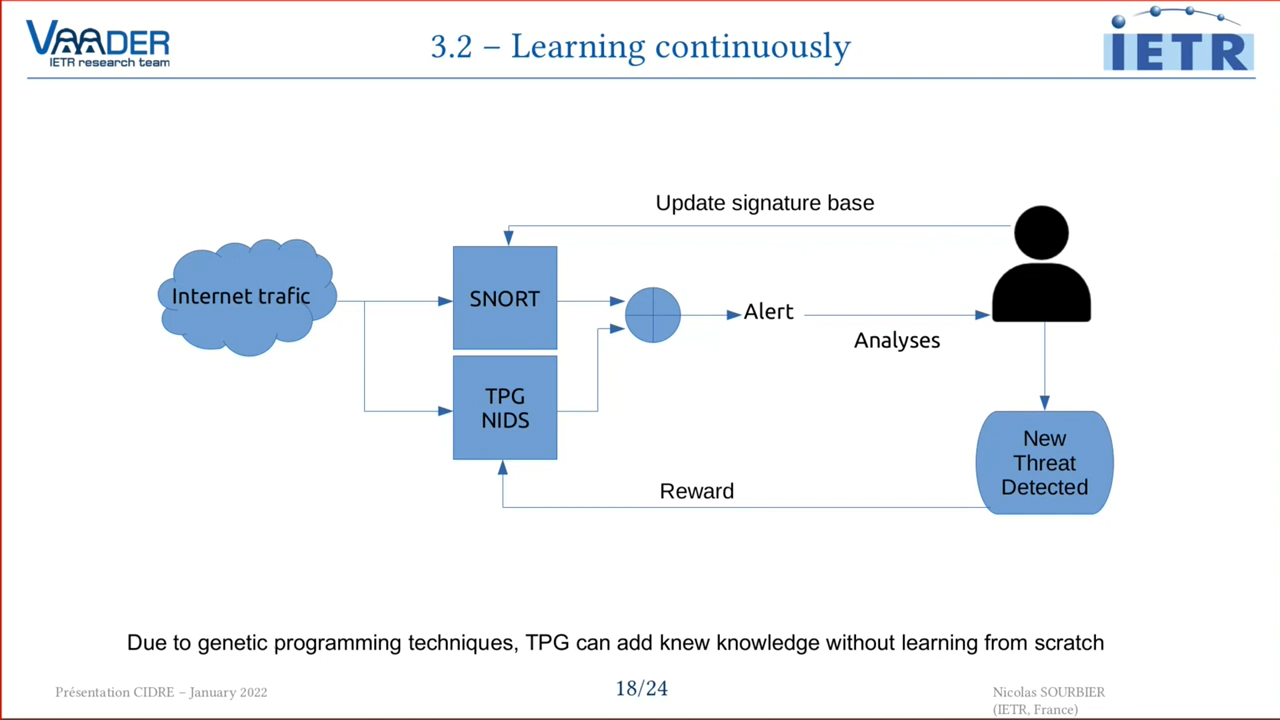 VAADER
IETR research team
3.2 – Learning continuously
iETR
Update signature base
Internet trafic
SNORT
Alert
Analyses
TPG
NIDS
New
Threat
Detected
Reward
Due to genetic programming techniques, TPG can add knew knowledge without learning from scratch
Présentation CIDRE – January 2022
18/24
Nicolas SOURBIER
(IETR, France)